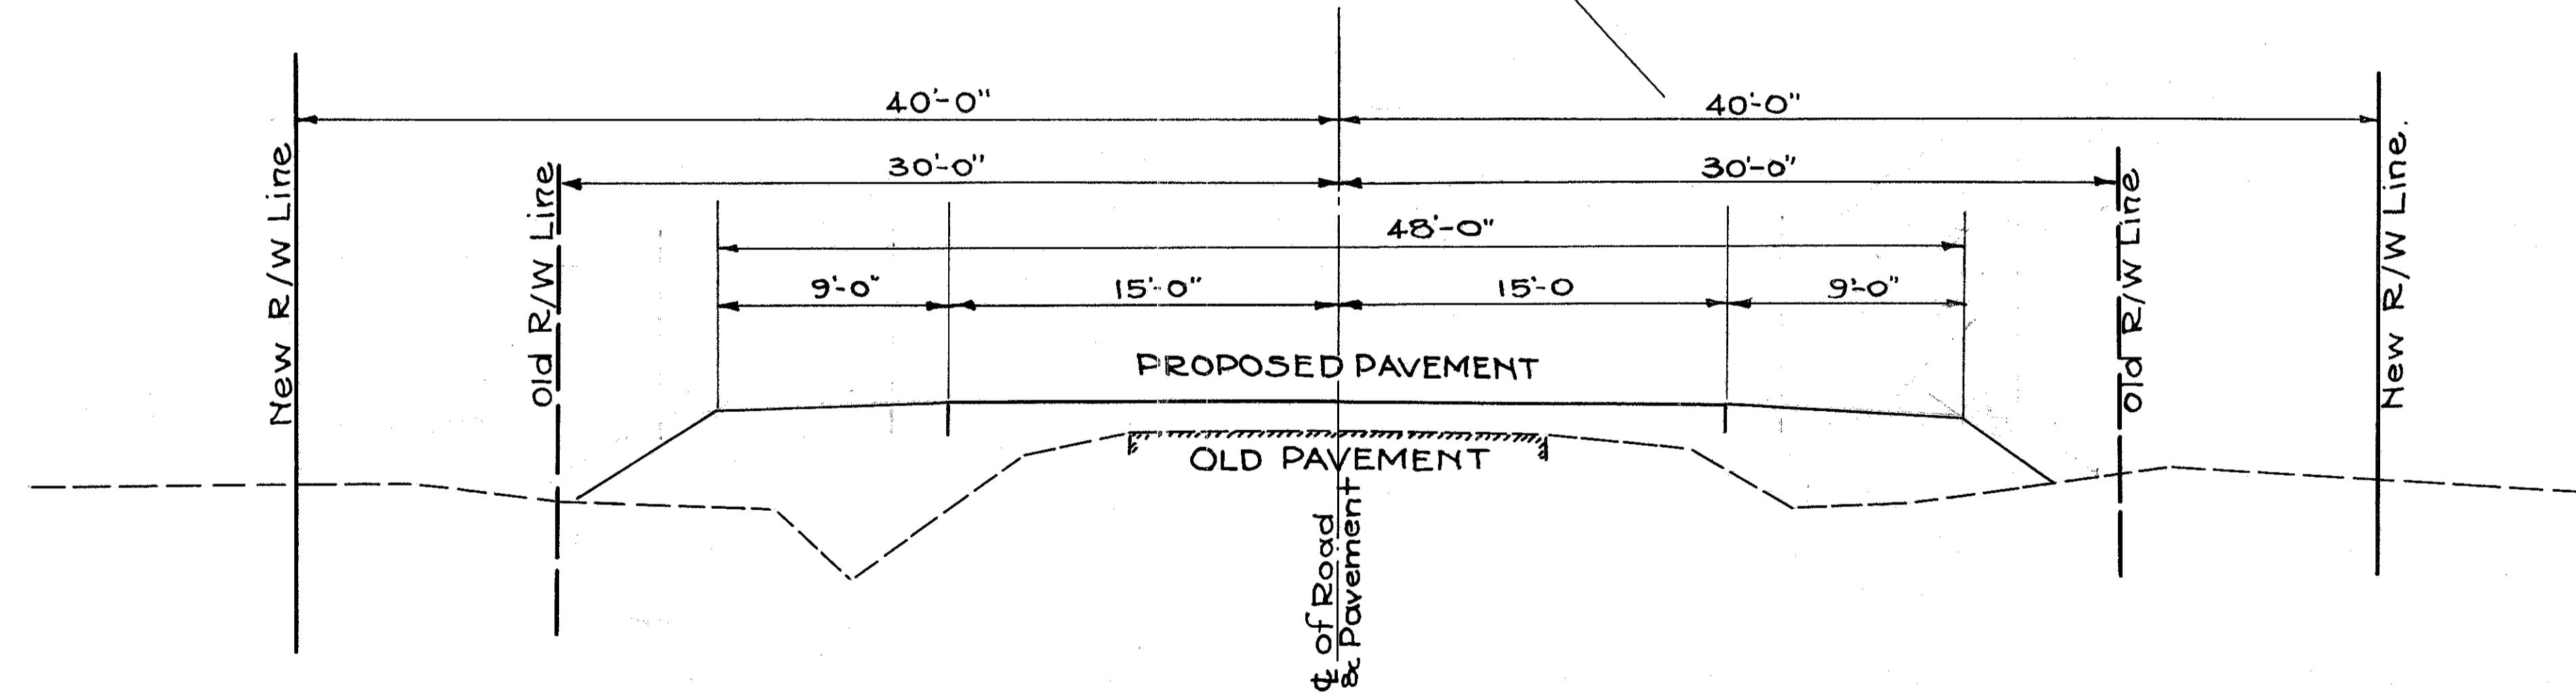 40'-0" 40'-0"
30'-0" 30'-0"
48'-0"
9'-0" 15'-0" 15'-0 9'-0"
New R/W Line
Old R/W Line
Old R/W Line
New R/W Line.
PROPOSED PAVEMENT
OLD PAVEMENT
℄ of Road
& Pavement